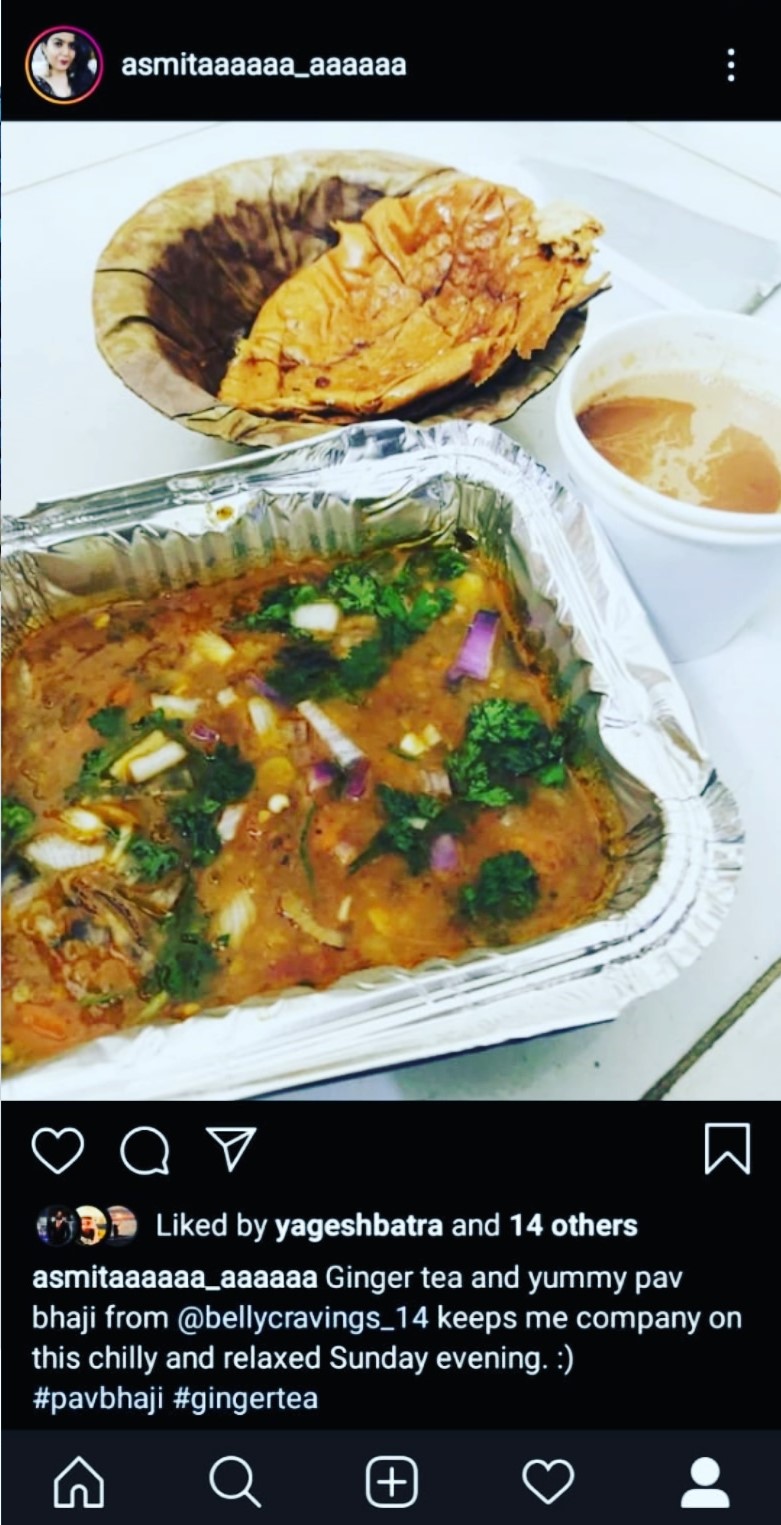 asmitaaaaaa_aaaaaa
Liked by yageshbatra and 14 others
asmitaaaaaa_aaaaaa Ginger tea and yummy pav
bhaji from @bellycravings_14 keeps me company on
this chilly and relaxed Sunday evening. :)
#pavbhaji #gingertea